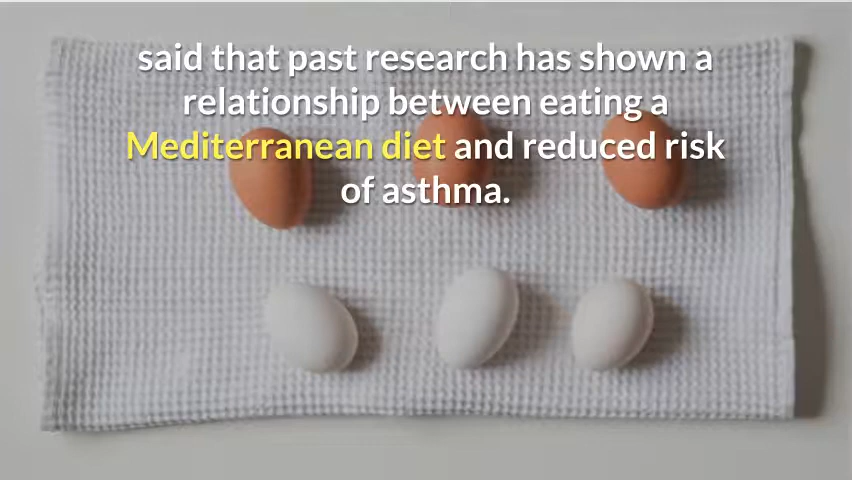 said that past research has shown a
relationship between eating a
Mediterranean diet and reduced risk
of asthma.